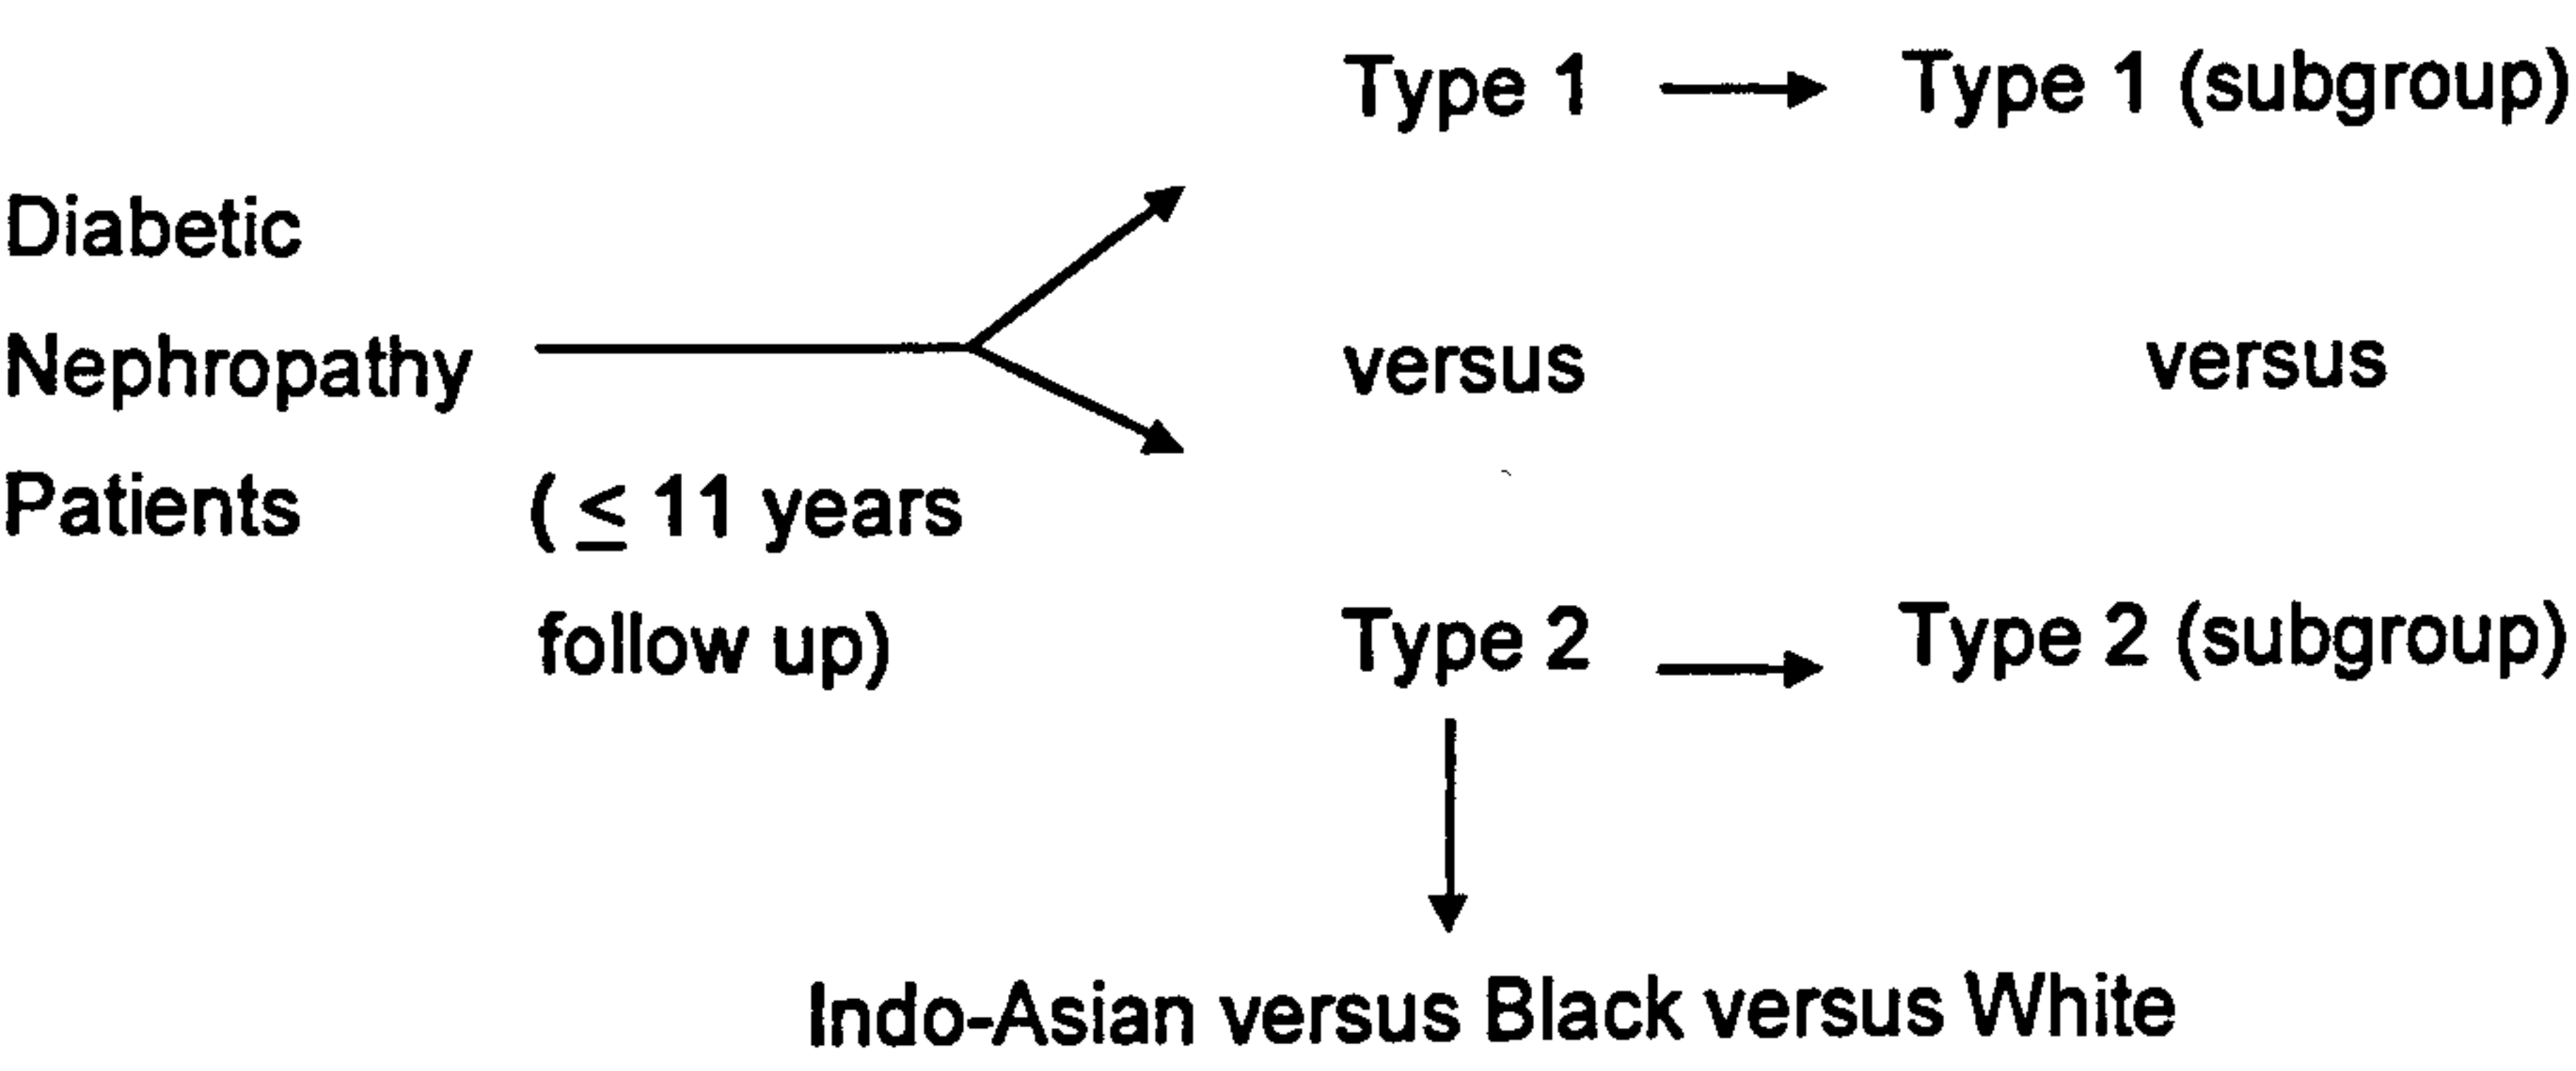 Type 1 Type 1 (subgroup)
Diabetic
Nephropathy versus versus
Patients ( ≤ 11 years
follow up) Type 2 Type 2 (subgroup)
Indo-Asian versus Black versus White